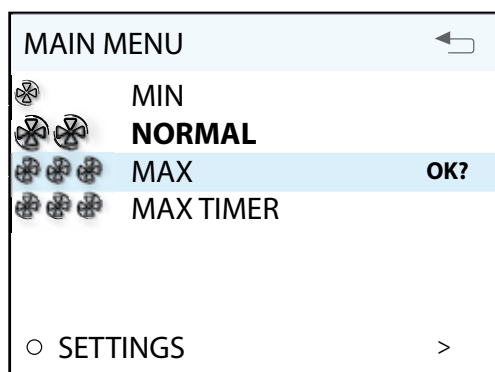 MAIN MENU
MIN
NORMAL
MAX OK?
MAX TIMER
SETTINGS >